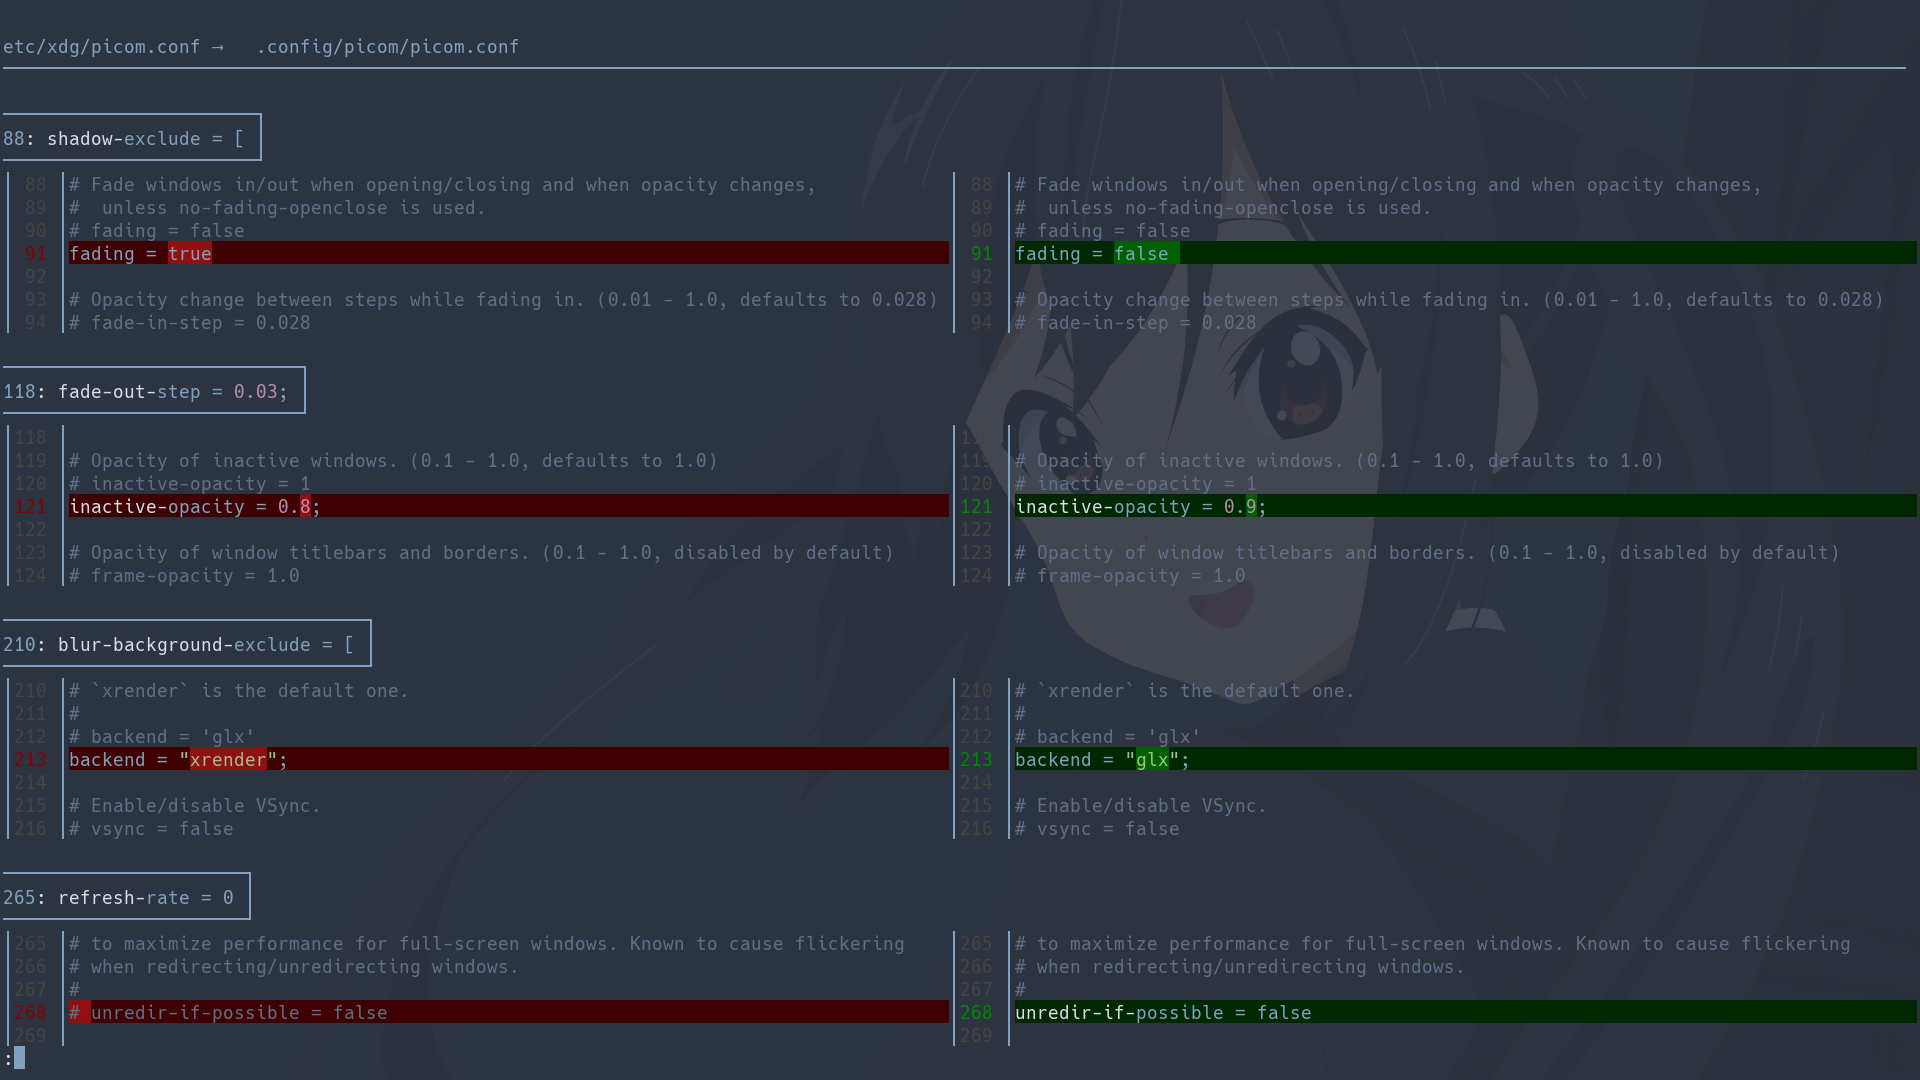 etc/xdg/picom.conf ⟶   .config/picom/picom.conf
88: shadow-exclude = [
88 # Fade windows in/out when opening/closing and when opacity changes,
89 #  unless no-fading-openclose is used.
90 # fading = false
91 fading = true
92
93 # Opacity change between steps while fading in. (0.01 - 1.0, defaults to 0.028)
94 # fade-in-step = 0.028
88 # Fade windows in/out when opening/closing and when opacity changes,
89 #  unless no-fading-openclose is used.
90 # fading = false
91 fading = false
92
93 # Opacity change between steps while fading in. (0.01 - 1.0, defaults to 0.028)
94 # fade-in-step = 0.028
118: fade-out-step = 0.03;
118
119 # Opacity of inactive windows. (0.1 - 1.0, defaults to 1.0)
120 # inactive-opacity = 1
121 inactive-opacity = 0.8;
122
123 # Opacity of window titlebars and borders. (0.1 - 1.0, disabled by default)
124 # frame-opacity = 1.0
118
119 # Opacity of inactive windows. (0.1 - 1.0, defaults to 1.0)
120 # inactive-opacity = 1
121 inactive-opacity = 0.9;
122
123 # Opacity of window titlebars and borders. (0.1 - 1.0, disabled by default)
124 # frame-opacity = 1.0
210: blur-background-exclude = [
210 # `xrender` is the default one.
211 #
212 # backend = 'glx'
213 backend = "xrender";
214
215 # Enable/disable VSync.
216 # vsync = false
210 # `xrender` is the default one.
211 #
212 # backend = 'glx'
213 backend = "glx";
214
215 # Enable/disable VSync.
216 # vsync = false
265: refresh-rate = 0
265 # to maximize performance for full-screen windows. Known to cause flickering
266 # when redirecting/unredirecting windows.
267 #
268 # unredir-if-possible = false
269
265 # to maximize performance for full-screen windows. Known to cause flickering
266 # when redirecting/unredirecting windows.
267 #
268 unredir-if-possible = false
269
: